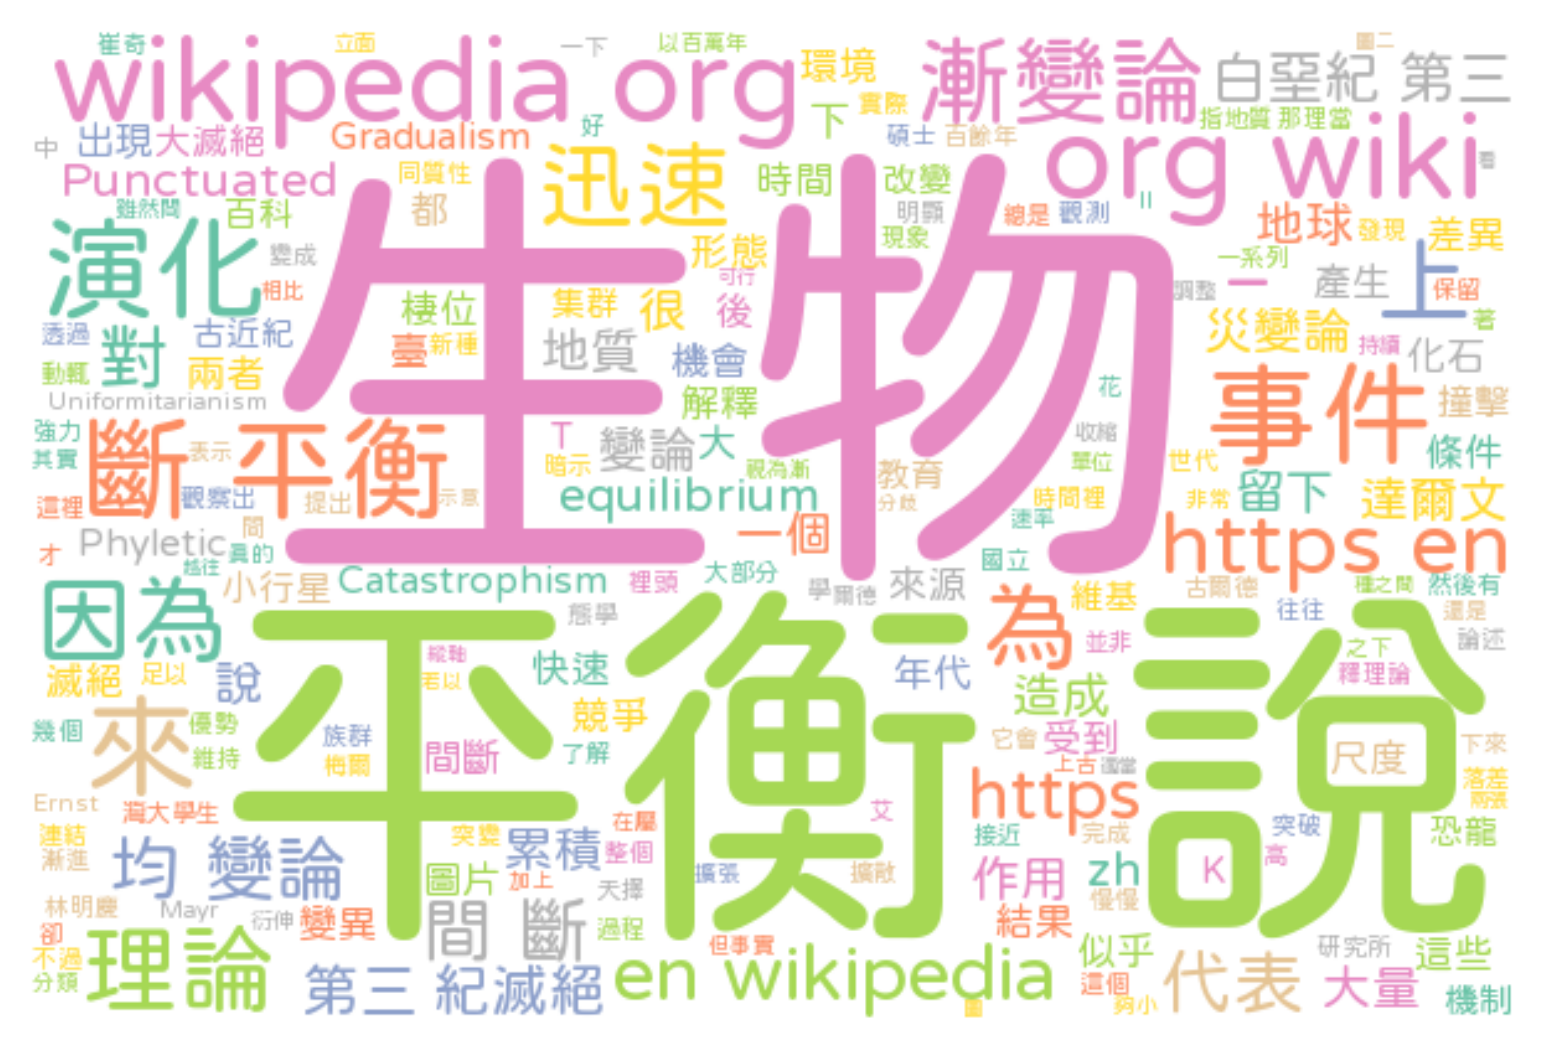 崔奇 立面 一下 以百萬年 圖二
wikipedia org 環境 漸變論 白堊紀 第三
下 實際 指地質 那理當
中 出現 大滅絕 Gradualism 好 碩士 百餘年 org wiki
Punctuated 同質性 迅速 時間 改變
雖然問 百科 都 明顯 總是 觀測 地球 發現 差異
演化 變成 形態 現象 一系列 上
相比 生物 可行 調整 一 產生 保留
透過 古近紀 棲位 集群 很 後 災變論 著
對 臺 新種 地質 機會 持續 化石
動輒 兩者 解釋 花 事件 撞擊
Uniformitarianism
強力 斷 平衡 T 變論 大 收縮 條件
其實 表示 暗示 視為漸 教育 單位 世代
這裡 觀察出 提出 示意 equilibrium 分歧 時間裡 非常 留下 達爾文
問 一個 速率
才 Phyletic 真的 國立 https en
越往 小行星 Catastrophism 裡頭 大部分 學 爾德 來源 維基 古爾德 種之間 然後有
因為 態學 為 往往 還是
平衡 說 並非 之下 論述
滅絕 足以 說 縱軸 若以 快速 年代 造成 釋理論
幾個 來 優勢 族群 競爭 它會 受到 尺度 下來
維持 梅爾 間斷 了解 上古 適當 落差
Ernst 灣大學生 在屬 艾 https 兩張
連結 突變 累積 接近 完成 突破 恐龍
漸進 均 變論 圖片 加上 整個 擴張 擴散 作用 zh K 高
林明慶 Mayr 衍伸 變異 間 斷 天擇 慢慢
卻 過程 但事實 結果 似乎 研究所 這些
不過 理論 第三 紀滅絕 en wikipedia 這個 代表 大量
分類 圖 夠小 機制